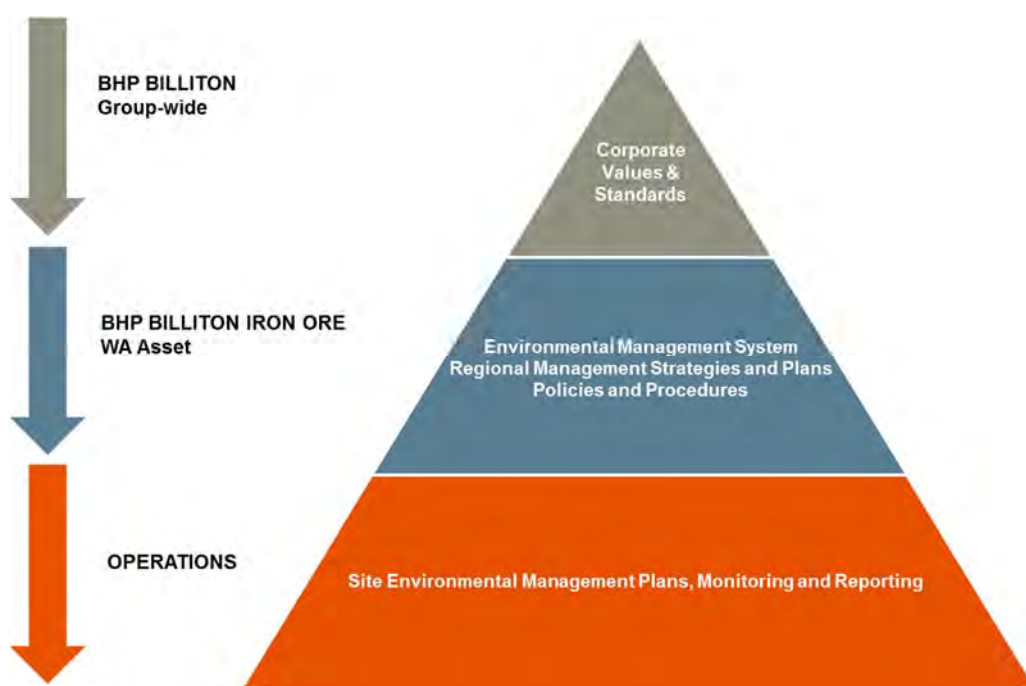 BHP BILLITON
Group-wide
Corporate
Values &
Standards
BHP BILLITON IRON ORE
WA Asset
Environmental Management System
Regional Management Strategies and Plans
Policies and Procedures
OPERATIONS
Site Environmental Management Plans, Monitoring and Reporting